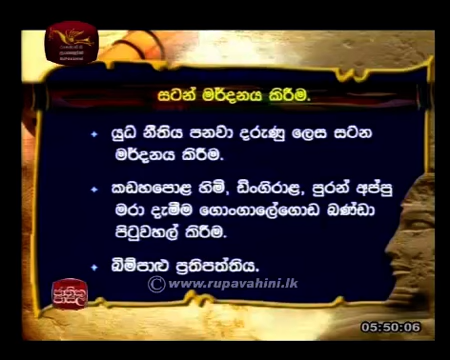 සටන් මර්දනය කිරීම.
යුධ නීතිය පනවා දරුණු ලෙස සටන
මර්දනය කිරීම.
කඩහපොළ හිමි, ඩිංගිරාළ, පුරන් අප්පු
මරා දැමීම ගොංගාලේගොඩ බණ්ඩා
පිටුවහල් කිරීම.
බිම්පාළු ප්‍රතිපත්තිය.
© www.rupavahini.lk
05:50:06